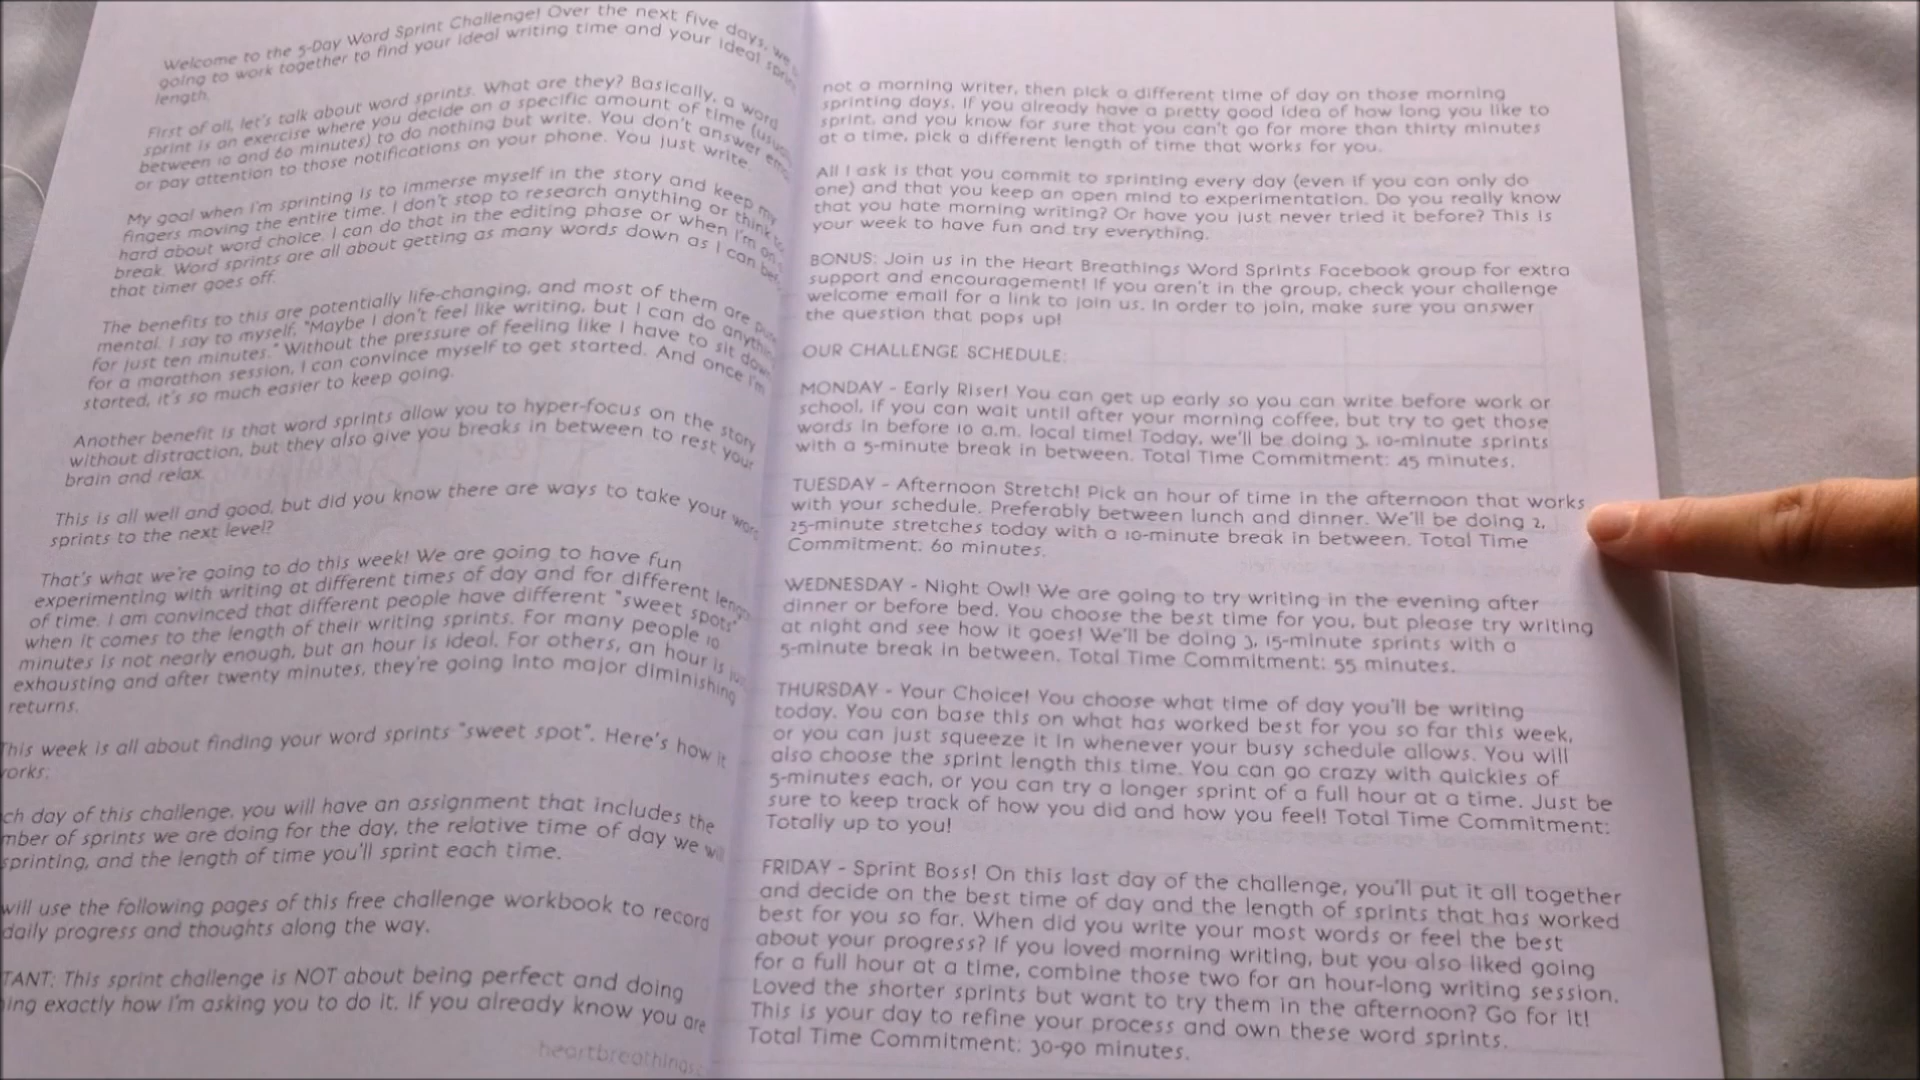 Welcome to the 5-Day Word Sprint Challenge! Over the next five days, we
going to work together to find your ideal writing time and your ideal sprint
length.
First of all, let's talk about word sprints. What are they? Basically, a word
sprint is an exercise where you decide on a specific amount of time (usually
between 10 and 60 minutes) to do nothing but write. You don't answer email
or pay attention to those notifications on your phone. You just write.
My goal when I'm sprinting is to immerse myself in the story and keep my
fingers moving the entire time. I don't stop to research anything or think to
hard about word choice. I can do that in the editing phase or when I'm on
break. Word sprints are all about getting as many words down as I can
that timer goes off.
The benefits to this are potentially life-changing, and most of them are
mental. I say to myself, "Maybe I don't feel like writing, but I can do anything
for just ten minutes." Without the pressure of feeling like I have to sit down
for a marathon session, I can convince myself to get started. And once I'm
started, it's so much easier to keep going.
Another benefit is that word sprints allow you to hyper-focus on the story
without distraction, but they also give you breaks in between to rest your
brain and relax.
This is all well and good, but did you know there are ways to take your word
sprints to the next level?
That's what we're going to do this week! We are going to have fun
experimenting with writing at different times of day and for different lengths
of time. I am convinced that different people have different "sweet spots"
when it comes to the length of their writing sprints. For many people 10
minutes is not nearly enough, but an hour is ideal. For others, an hour is just
exhausting and after twenty minutes, they're going into major diminishing
returns.
This week is all about finding your word sprints "sweet spot". Here's how it
orks:
ch day of this challenge, you will have an assignment that includes the
mber of sprints we are doing for the day, the relative time of day we will
sprinting, and the length of time you'll sprint each time.
will use the following pages of this free challenge workbook to record
daily progress and thoughts along the way.
TANT: This sprint challenge is NOT about being perfect and doing
ing exactly how I'm asking you to do it. If you already know you are
heartbreathings
not a morning writer, then pick a different time of day on those morning
sprinting days. If you already have a pretty good idea of how long you like to
sprint, and you know for sure that you can't go for more than thirty minutes
at a time, pick a different length of time that works for you.
All I ask is that you commit to sprinting every day (even if you can only do
one) and that you keep an open mind to experimentation. Do you really know
that you hate morning writing? Or have you just never tried it before? This is
your week to have fun and try everything.
BONUS: Join us in the Heart Breathings Word Sprints Facebook group for extra
support and encouragement! If you aren't in the group, check your challenge
welcome email for a link to join us. In order to join, make sure you answer
the question that pops up!
OUR CHALLENGE SCHEDULE:
MONDAY - Early Riser! You can get up early so you can write before work or
school, if you can wait until after your morning coffee, but try to get those
words in before 10 a.m. local time! Today, we'll be doing 3, 10-minute sprints
with a 5-minute break in between. Total Time Commitment: 45 minutes.
TUESDAY - Afternoon Stretch! Pick an hour of time in the afternoon that works
with your schedule. Preferably between lunch and dinner. We'll be doing 2,
25-minute stretches today with a 10-minute break in between. Total Time
Commitment: 60 minutes.
WEDNESDAY - Night Owl! We are going to try writing in the evening after
dinner or before bed. You choose the best time for you, but please try writing
at night and see how it goes! We'll be doing 3, 15-minute sprints with a
5-minute break in between. Total Time Commitment: 55 minutes.
THURSDAY - Your Choice! You choose what time of day you'll be writing
today. You can base this on what has worked best for you so far this week,
or you can just squeeze it in whenever your busy schedule allows. You will
also choose the sprint length this time. You can go crazy with quickies of
5-minutes each, or you can try a longer sprint of a full hour at a time. Just be
sure to keep track of how you did and how you feel! Total Time Commitment:
Totally up to you!
FRIDAY - Sprint Boss! On this last day of the challenge, you'll put it all together
and decide on the best time of day and the length of sprints that has worked
best for you so far. When did you write your most words or feel the best
about your progress? If you loved morning writing, but you also liked going
for a full hour at a time, combine those two for an hour-long writing session.
Loved the shorter sprints but want to try them in the afternoon? Go for it!
This is your day to refine your process and own these word sprints.
Total Time Commitment: 30-90 minutes.